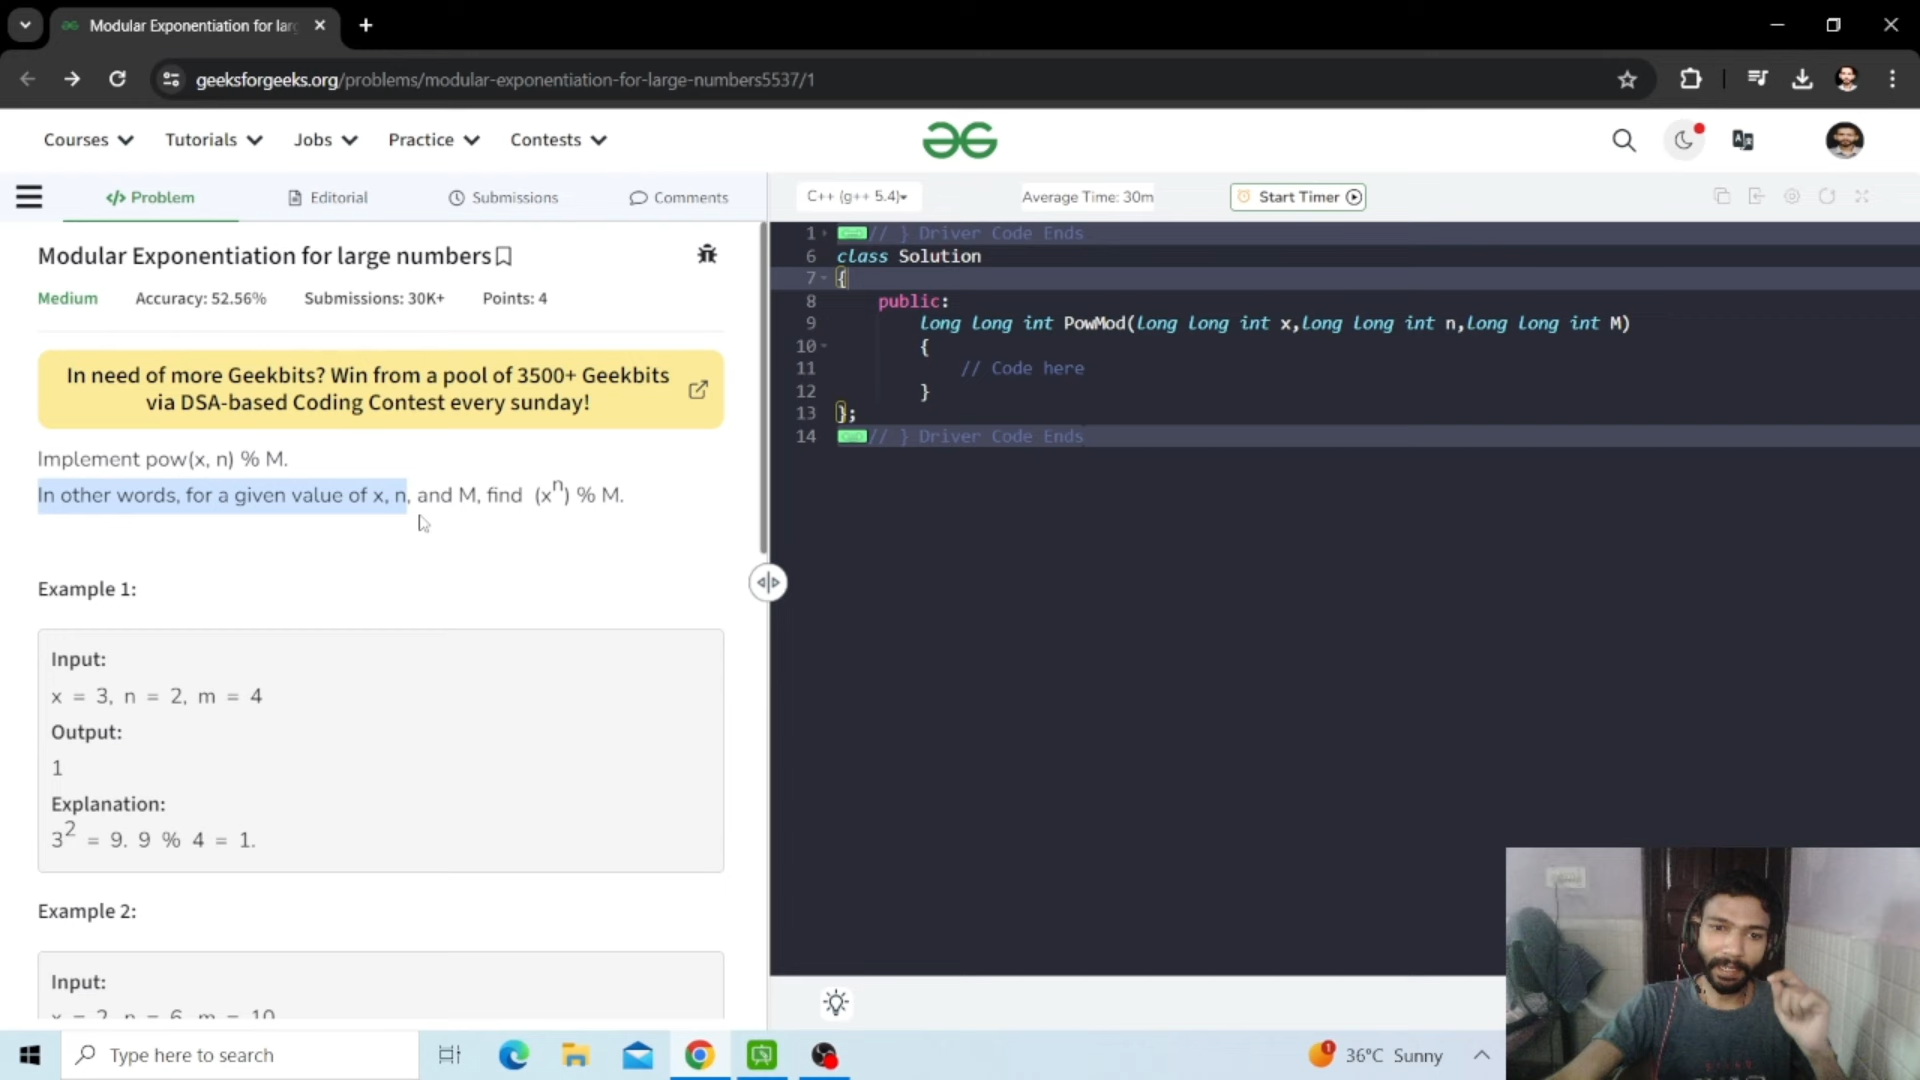 Modular Exponentiation for lar
geeksforgeeks.org/problems/modular-exponentiation-for-large-numbers5537/1
Courses
Tutorials
Jobs
Practice
Contests
</> Problem
Editorial
Submissions
Comments
C++ (g++ 5.4)
Average Time: 30m
Start Timer
Modular Exponentiation for large numbers
Medium
Accuracy: 52.56%
Submissions: 30K+
Points: 4
In need of more Geekbits? Win from a pool of 3500+ Geekbits
via DSA-based Coding Contest every sunday!
Implement pow(x, n) % M.
In other words, for a given value of x, n, and M, find (x^n) % M.
Example 1:
Input:
x = 3, n = 2, m = 4
Output:
1
Explanation:
3^2 = 9. 9 % 4 = 1.
Example 2:
Input:
x = 2, n = 6, m = 10
1 // } Driver Code Ends
6 class Solution
7 {
8 public:
9 long long int PowMod(long long int x,long long int n,long long int M)
10 {
11 // Code here
12 }
13 };
14 // } Driver Code Ends
Type here to search
1
36°C Sunny